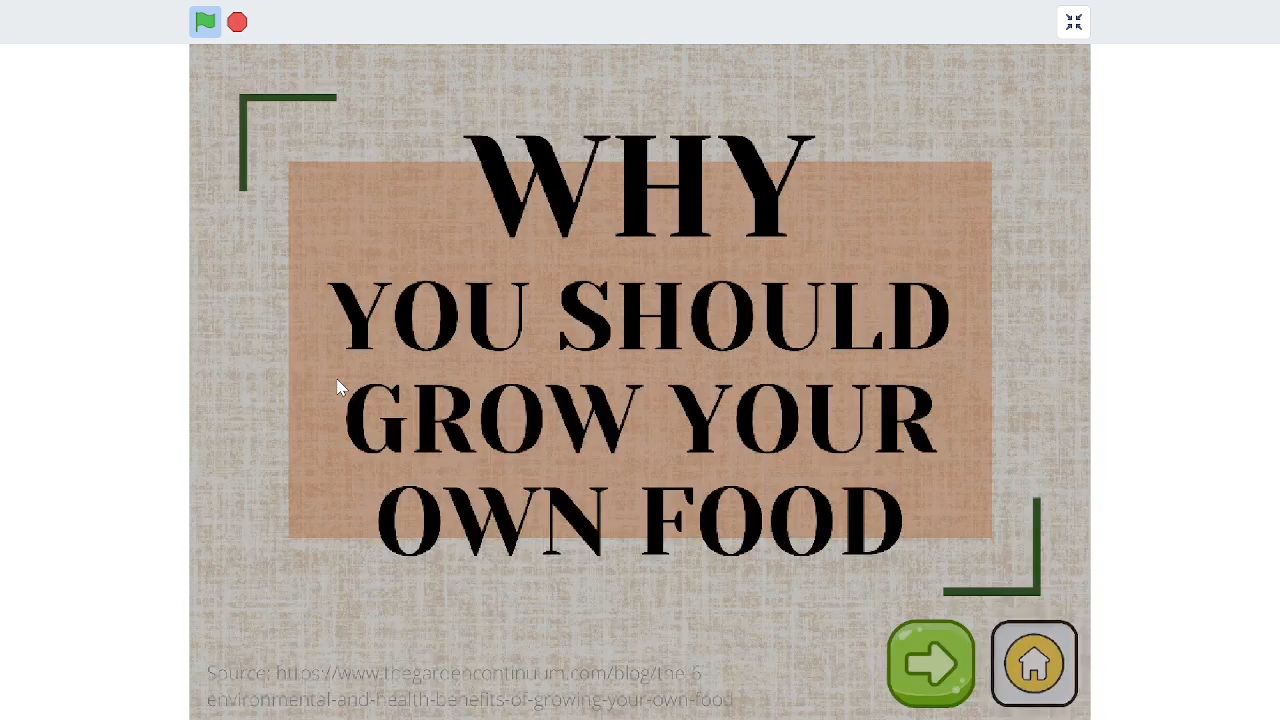 WHY
YOU SHOULD
GROW YOUR
OWN FOOD
Source: https://www.thegardencontinuum.com/blog/the-6-
environmental-and-health-benefits-of-growing-your-own-food